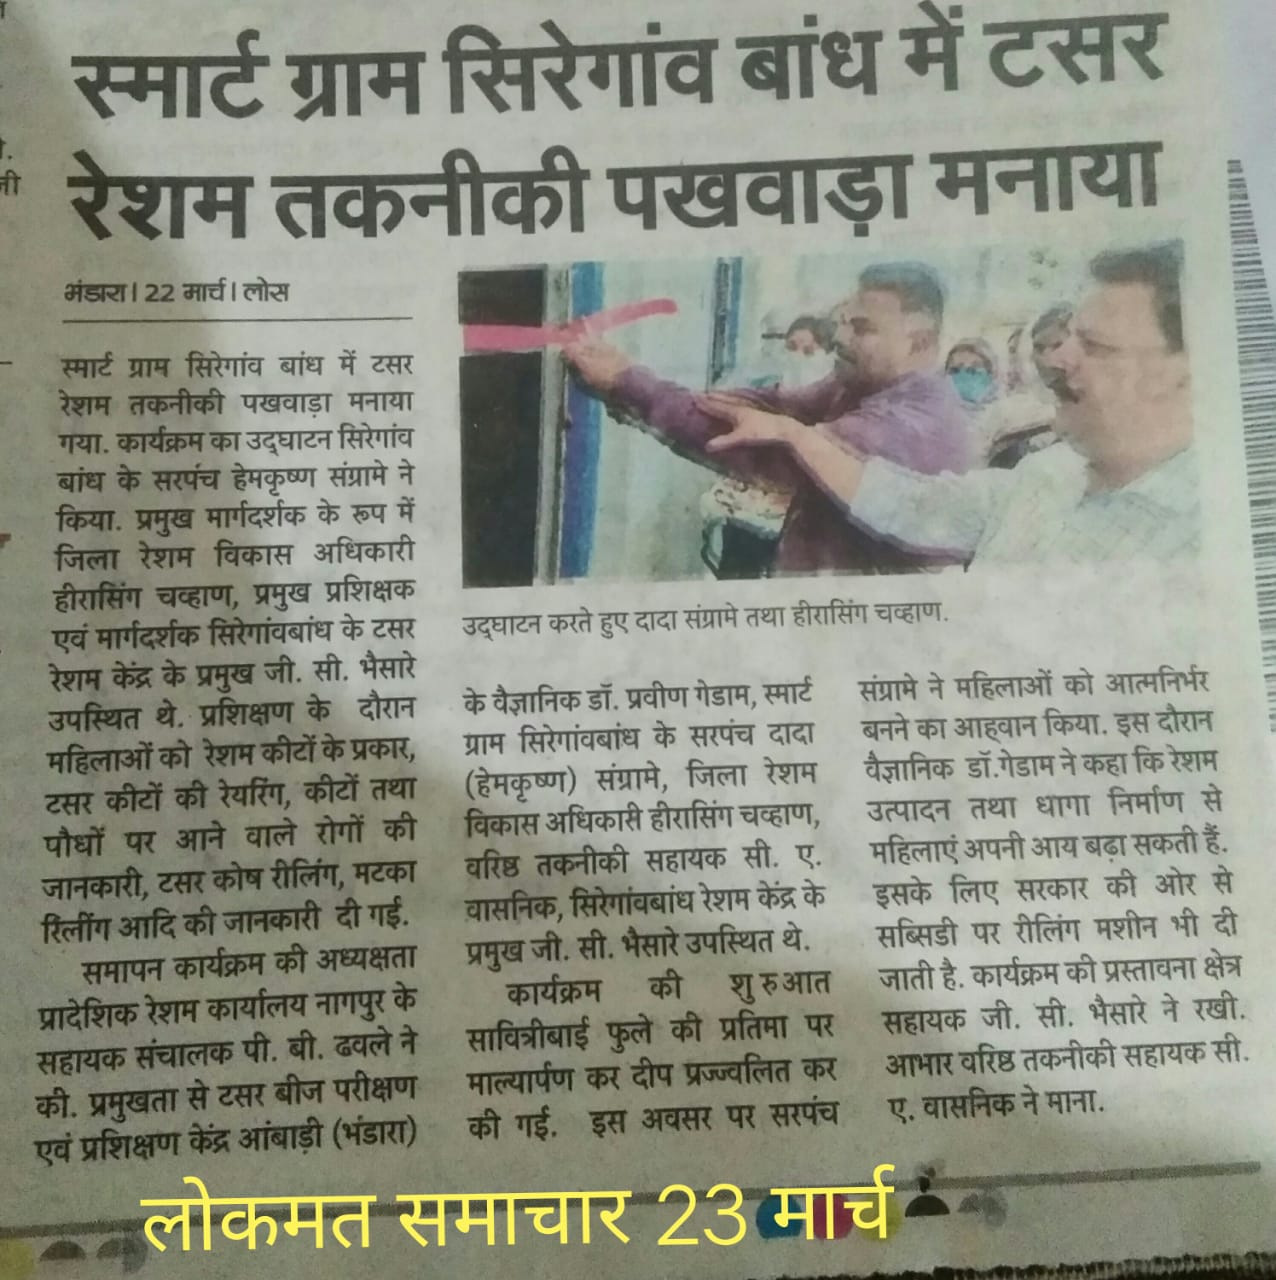 स्मार्ट ग्राम सिरेगांव बांध में टसर
रेशम तकनीकी पखवाड़ा मनाया
भंडारा। 22 मार्च। लोस
स्मार्ट ग्राम सिरेगांव बांध में टसर
रेशम तकनीकी पखवाड़ा मनाया
गया. कार्यक्रम का उद्घाटन सिरेगांव
बांध के सरपंच हेमकृष्ण संग्रामे ने
किया. प्रमुख मार्गदर्शक के रूप में
जिला रेशम विकास अधिकारी
हीरासिंग चव्हाण, प्रमुख प्रशिक्षक
एवं मार्गदर्शक सिरेगांवबांध के टसर
रेशम केंद्र के प्रमुख जी. सी. भैसारे
उपस्थित थे. प्रशिक्षण के दौरान
महिलाओं को रेशम कीटों के प्रकार,
टसर कीटों की रेयरिंग, कीटों तथा
पौधों पर आने वाले रोगों की
जानकारी, टसर कोष रीलिंग, मटका
रिलींग आदि की जानकारी दी गई.
समापन कार्यक्रम की अध्यक्षता
प्रादेशिक रेशम कार्यालय नागपुर के
सहायक संचालक पी. बी. ढवले ने
की. प्रमुखता से टसर बीज परीक्षण
एवं प्रशिक्षण केंद्र आंबाड़ी (भंडारा)
उद्घाटन करते हुए दादा संग्रामे तथा हीरासिंग चव्हाण.
के वैज्ञानिक डॉ. प्रवीण गेडाम, स्मार्ट
ग्राम सिरेगांवबांध के सरपंच दादा
(हेमकृष्ण) संग्रामे, जिला रेशम
विकास अधिकारी हीरासिंग चव्हाण,
वरिष्ठ तकनीकी सहायक सी. ए.
वासनिक, सिरेगांवबांध रेशम केंद्र के
प्रमुख जी. सी. भैसारे उपस्थित थे.
कार्यक्रम की शुरुआत
सावित्रीबाई फुले की प्रतिमा पर
माल्यार्पण कर दीप प्रज्ज्वलित कर
की गई. इस अवसर पर सरपंच
संग्रामे ने महिलाओं को आत्मनिर्भर
बनने का आहवान किया. इस दौरान
वैज्ञानिक डॉ.गेडाम ने कहा कि रेशम
उत्पादन तथा धागा निर्माण से
महिलाएं अपनी आय बढ़ा सकती हैं.
इसके लिए सरकार की ओर से
सब्सिडी पर रीलिंग मशीन भी दी
जाती है. कार्यक्रम की प्रस्तावना क्षेत्र
सहायक जी. सी. भैसारे ने रखी.
आभार वरिष्ठ तकनीकी सहायक सी.
ए. वासनिक ने माना.
लोकमत समाचार 23 मार्च